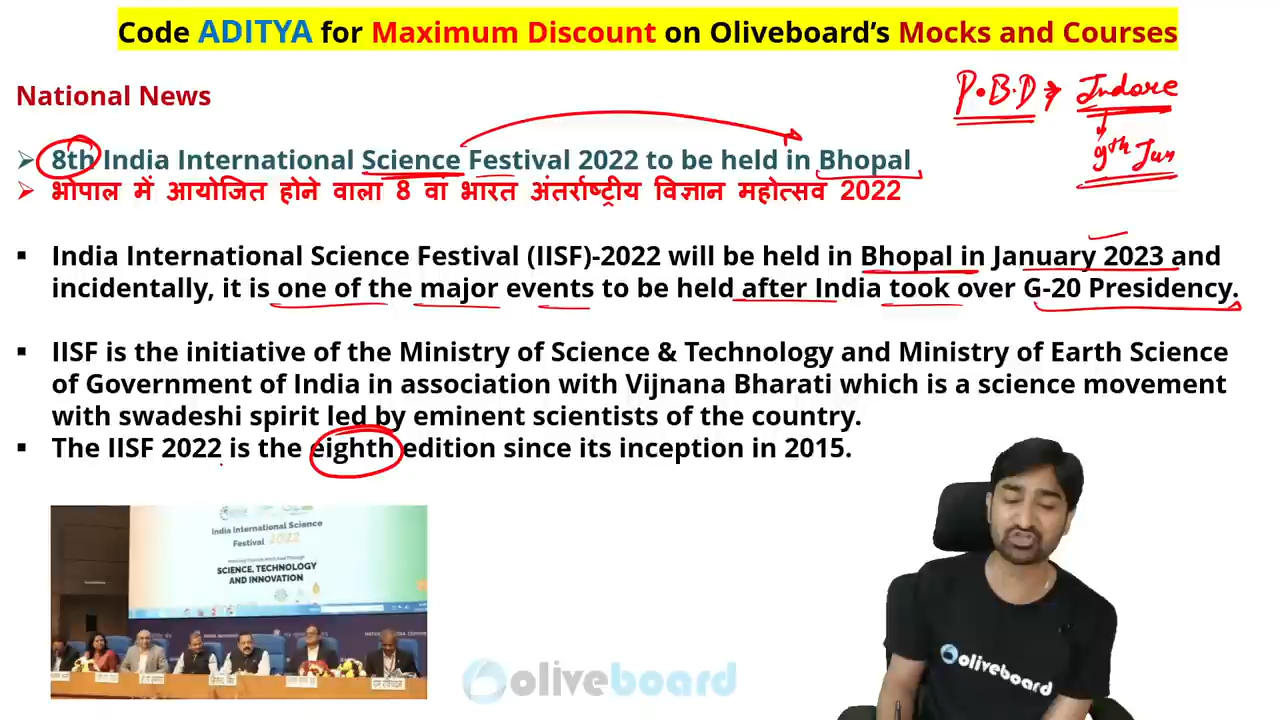 Code ADITYA for Maximum Discount on Oliveboard's Mocks and Courses
National News
P.B.D → Indore
9th Jan
8th India International Science Festival 2022 to be held in Bhopal
भोपाल में आयोजित होने वाला 8 वां भारत अंतर्राष्ट्रीय विज्ञान महोत्सव 2022
India International Science Festival (IISF)-2022 will be held in Bhopal in January 2023 and
incidentally, it is one of the major events to be held after India took over G-20 Presidency.
IISF is the initiative of the Ministry of Science & Technology and Ministry of Earth Science
of Government of India in association with Vijnana Bharati which is a science movement
with swadeshi spirit led by eminent scientists of the country.
The IISF 2022 is the eighth edition since its inception in 2015.
India International Science
Festival 2022
SCIENCE, TECHNOLOGY
AND INNOVATION
oliveboard
oliveboard